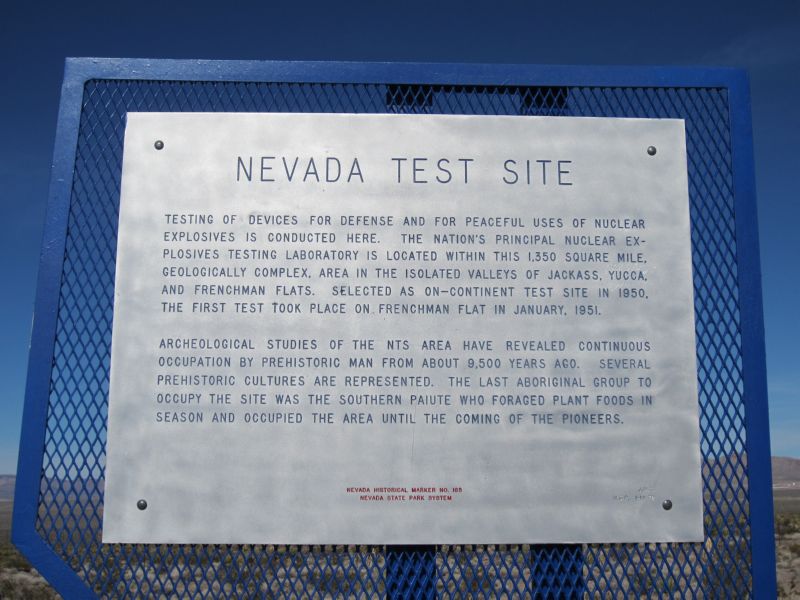 NEVADA TEST SITE
TESTING OF DEVICES FOR DEFENSE AND FOR PEACEFUL USES OF NUCLEAR
EXPLOSIVES IS CONDUCTED HERE. THE NATION'S PRINCIPAL NUCLEAR EX-
PLOSIVES TESTING LABORATORY IS LOCATED WITHIN THIS 1,350 SQUARE MILE,
GEOLOGICALLY COMPLEX, AREA IN THE ISOLATED VALLEYS OF JACKASS, YUCCA,
AND FRENCHMAN FLATS. SELECTED AS ON-CONTINENT TEST SITE IN 1950,
THE FIRST TEST TOOK PLACE ON FRENCHMAN FLAT IN JANUARY, 1951.
ARCHEOLOGICAL STUDIES OF THE NTS AREA HAVE REVEALED CONTINUOUS
OCCUPATION BY PREHISTORIC MAN FROM ABOUT 9,500 YEARS AGO. SEVERAL
PREHISTORIC CULTURES ARE REPRESENTED. THE LAST ABORIGINAL GROUP TO
OCCUPY THE SITE WAS THE SOUTHERN PAIUTE WHO FORAGED PLANT FOODS IN
SEASON AND OCCUPIED THE AREA UNTIL THE COMING OF THE PIONEERS.
NEVADA HISTORICAL MARKER NO. 165
NEVADA STATE PARK SYSTEM